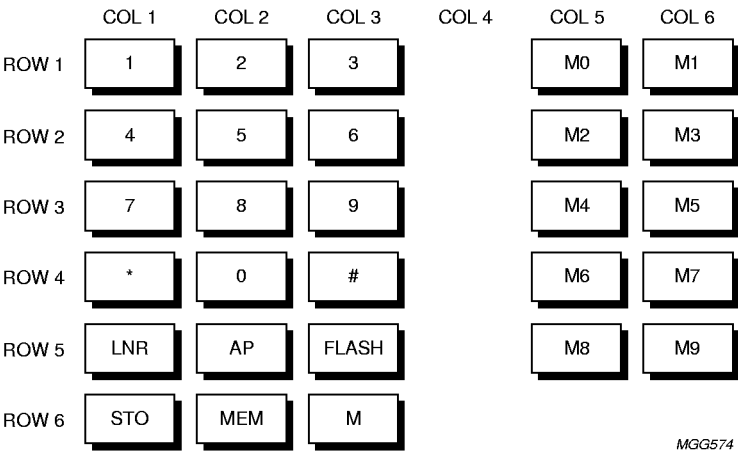 COL 1 COL 2 COL 3 COL 4 COL 5 COL 6
ROW 1 1 2 3 M0 M1
ROW 2 4 5 6 M2 M3
ROW 3 7 8 9 M4 M5
ROW 4 * 0 # M6 M7
ROW 5 LNR AP FLASH M8 M9
ROW 6 STO MEM M
MGG574